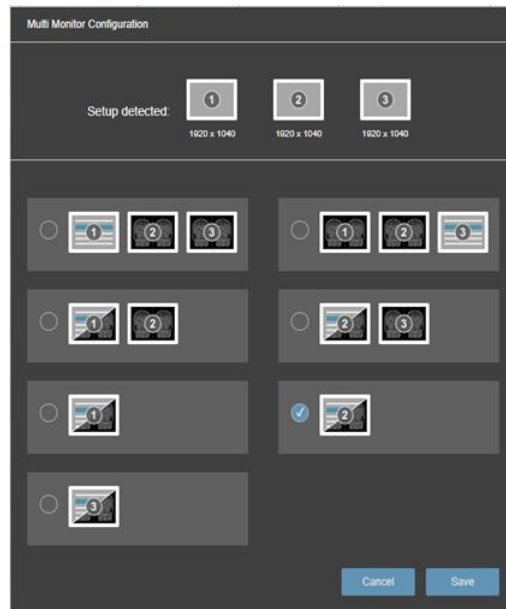 Multi Monitor Configuration
Setup detected: 1 2 3
1920 x 1040 1920 x 1040 1920 x 1040
1 2 3 1 2 3
1 2 2 3
1 2
3
Cancel Save